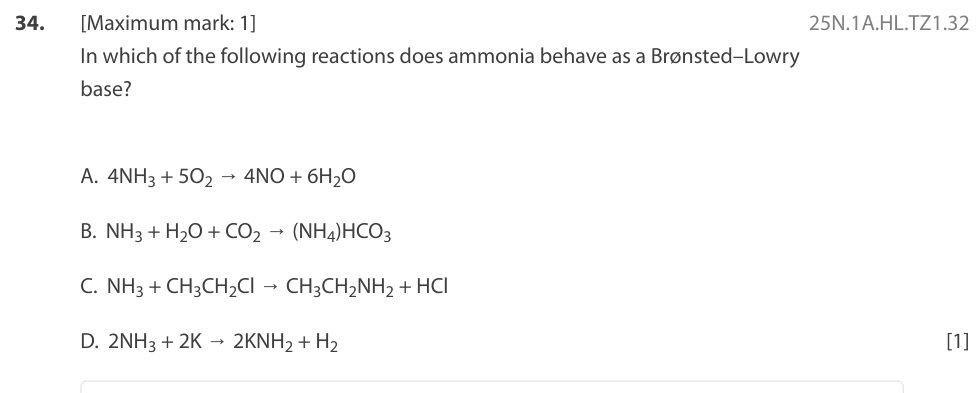 34. [Maximum mark: 1] 25N.1A.HL.TZ1.32
In which of the following reactions does ammonia behave as a Brønsted–Lowry
base?
A. 4NH₃ + 5O₂ → 4NO + 6H₂O
B. NH₃ + H₂O + CO₂ → (NH₄)HCO₃
C. NH₃ + CH₃CH₂Cl → CH₃CH₂NH₂ + HCl
D. 2NH₃ + 2K → 2KNH₂ + H₂ [1]